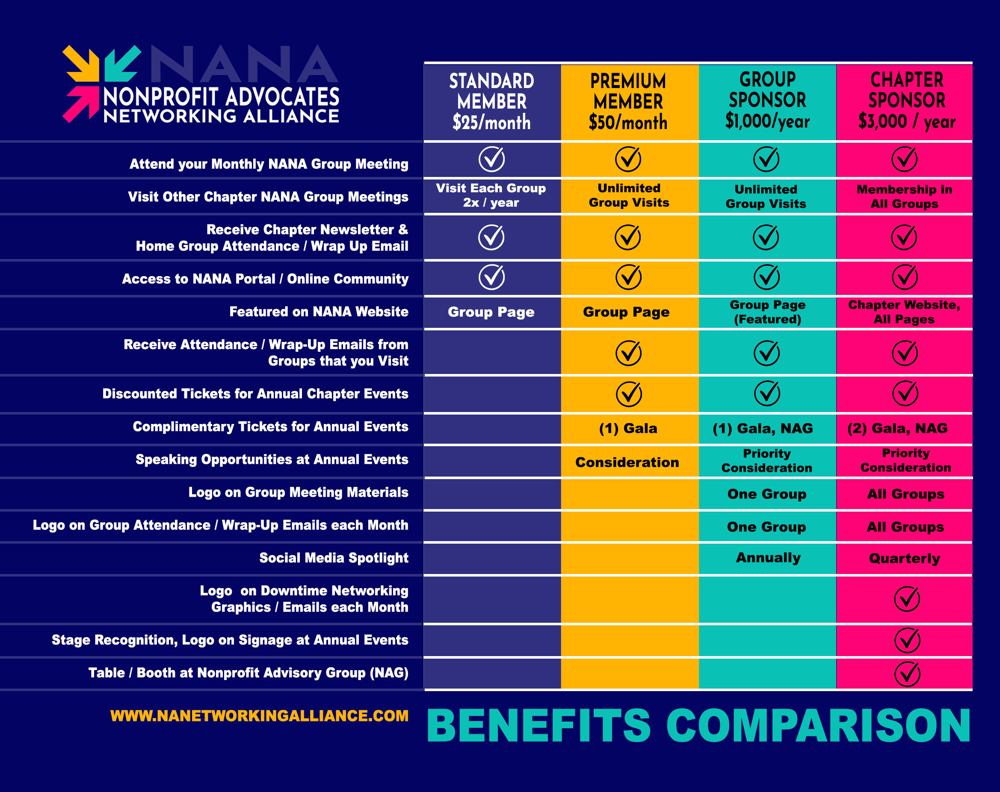 NANA
NONPROFIT ADVOCATES
NETWORKING ALLIANCE
STANDARD
MEMBER
$25/month
PREMIUM
MEMBER
$50/month
GROUP
SPONSOR
$1,000/year
CHAPTER
SPONSOR
$3,000 / year
Attend your Monthly NANA Group Meeting
Visit Other Chapter NANA Group Meetings
Visit Each Group
2x / year
Unlimited
Group Visits
Unlimited
Group Visits
Membership in
All Groups
Receive Chapter Newsletter &
Home Group Attendance / Wrap Up Email
Access to NANA Portal / Online Community
Featured on NANA Website
Group Page
Group Page
Group Page
(Featured)
Chapter Website,
All Pages
Receive Attendance / Wrap-Up Emails from
Groups that you Visit
Discounted Tickets for Annual Chapter Events
Complimentary Tickets for Annual Events
(1) Gala
(1) Gala, NAG
(2) Gala, NAG
Speaking Opportunities at Annual Events
Consideration
Priority
Consideration
Priority
Consideration
Logo on Group Meeting Materials
One Group
All Groups
Logo on Group Attendance / Wrap-Up Emails each Month
One Group
All Groups
Social Media Spotlight
Annually
Quarterly
Logo on Downtime Networking
Graphics / Emails each Month
Stage Recognition, Logo on Signage at Annual Events
Table / Booth at Nonprofit Advisory Group (NAG)
WWW.NANETWORKINGALLIANCE.COM
BENEFITS COMPARISON